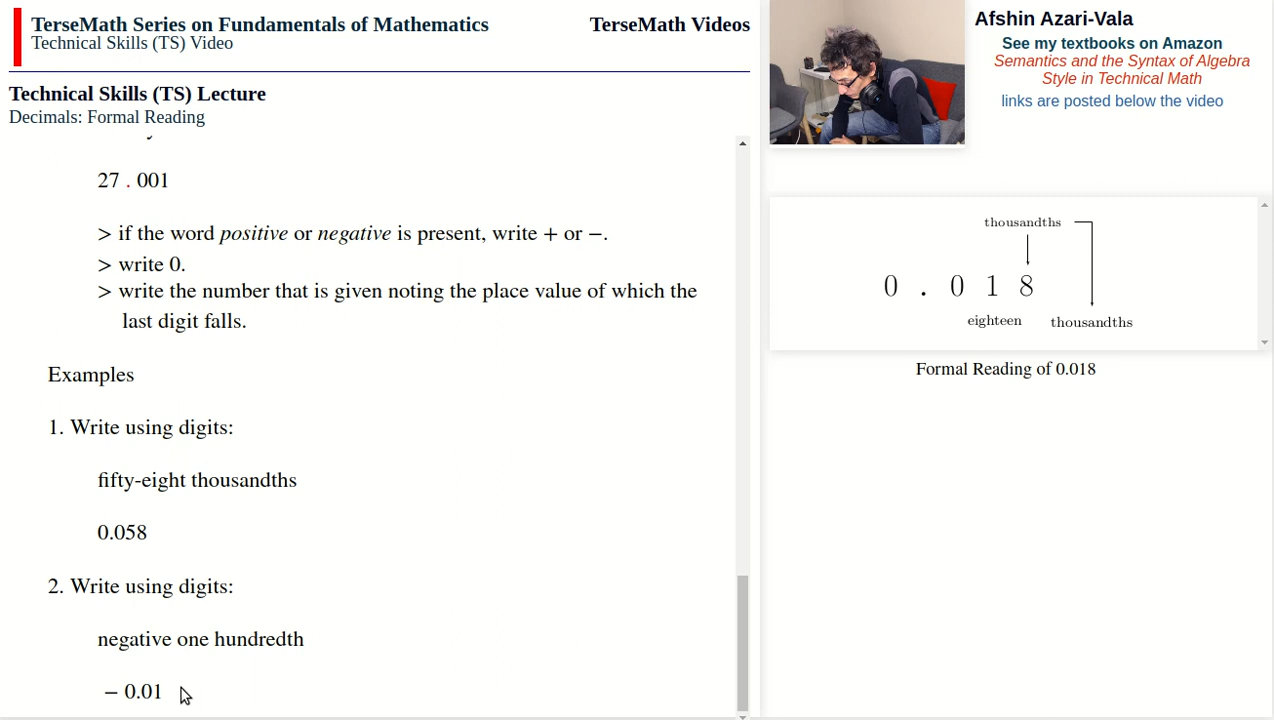 TerseMath Series on Fundamentals of Mathematics
TerseMath Videos
Technical Skills (TS) Video
Technical Skills (TS) Lecture
Decimals: Formal Reading
27 . 001
> if the word positive or negative is present, write + or −.
> write 0.
> write the number that is given noting the place value of which the
last digit falls.
Examples
1. Write using digits:
fifty-eight thousandths
0.058
2. Write using digits:
negative one hundredth
− 0.01
Afshin Azari-Vala
See my textbooks on Amazon
Semantics and the Syntax of Algebra
Style in Technical Math
links are posted below the video
thousandths
0 . 0 1 8
eighteen thousandths
Formal Reading of 0.018